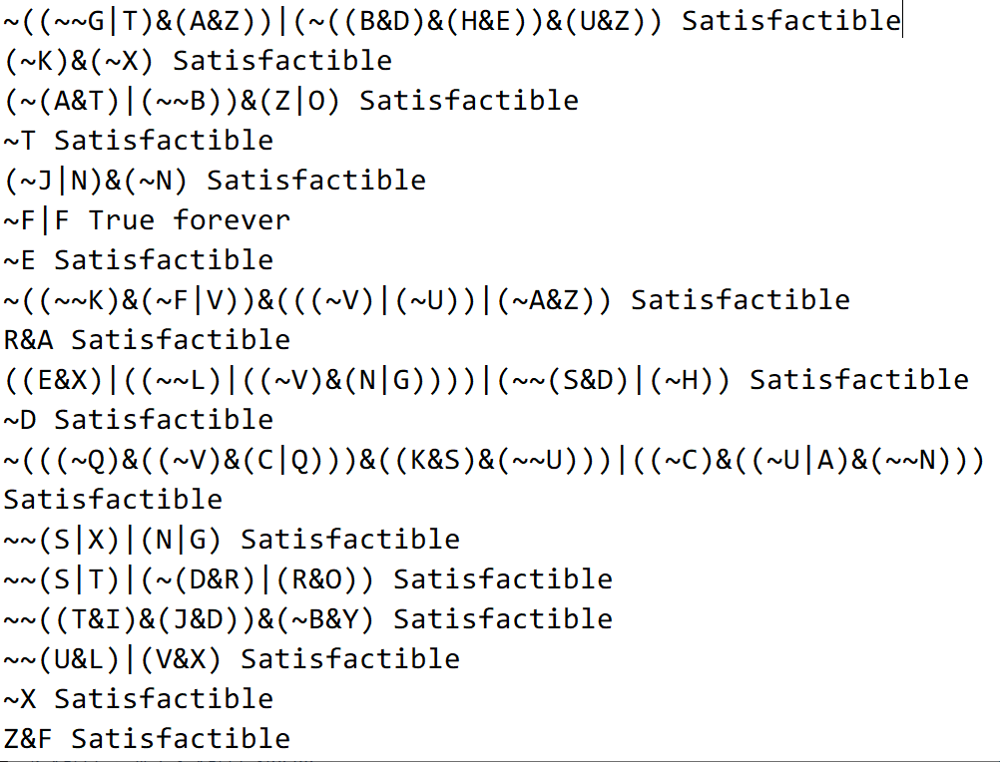 ~((~~G|T)&(A&Z))|(~((B&D)&(H&E))&(U&Z)) Satisfactible
(~K)&(~X) Satisfactible
(~(A&T)|(~~B))&(Z|O) Satisfactible
~T Satisfactible
(~J|N)&(~N) Satisfactible
~F|F True forever
~E Satisfactible
~((~~K)&(~F|V))&(((~V)|(~U))|(~A&Z)) Satisfactible
R&A Satisfactible
((E&X)|((~~L)|((~V)&(N|G))))|(~~(S&D)|(~H)) Satisfactible
~D Satisfactible
~(((~Q)&((~V)&(C|Q)))&((K&S)&(~~U)))|((~C)&((~U|A)&(~~N)))
Satisfactible
~~(S|X)|(N|G) Satisfactible
~~(S|T)|(~(D&R)|(R&O)) Satisfactible
~~((T&I)&(J&D))&(~B&Y) Satisfactible
~~(U&L)|(V&X) Satisfactible
~X Satisfactible
Z&F Satisfactible